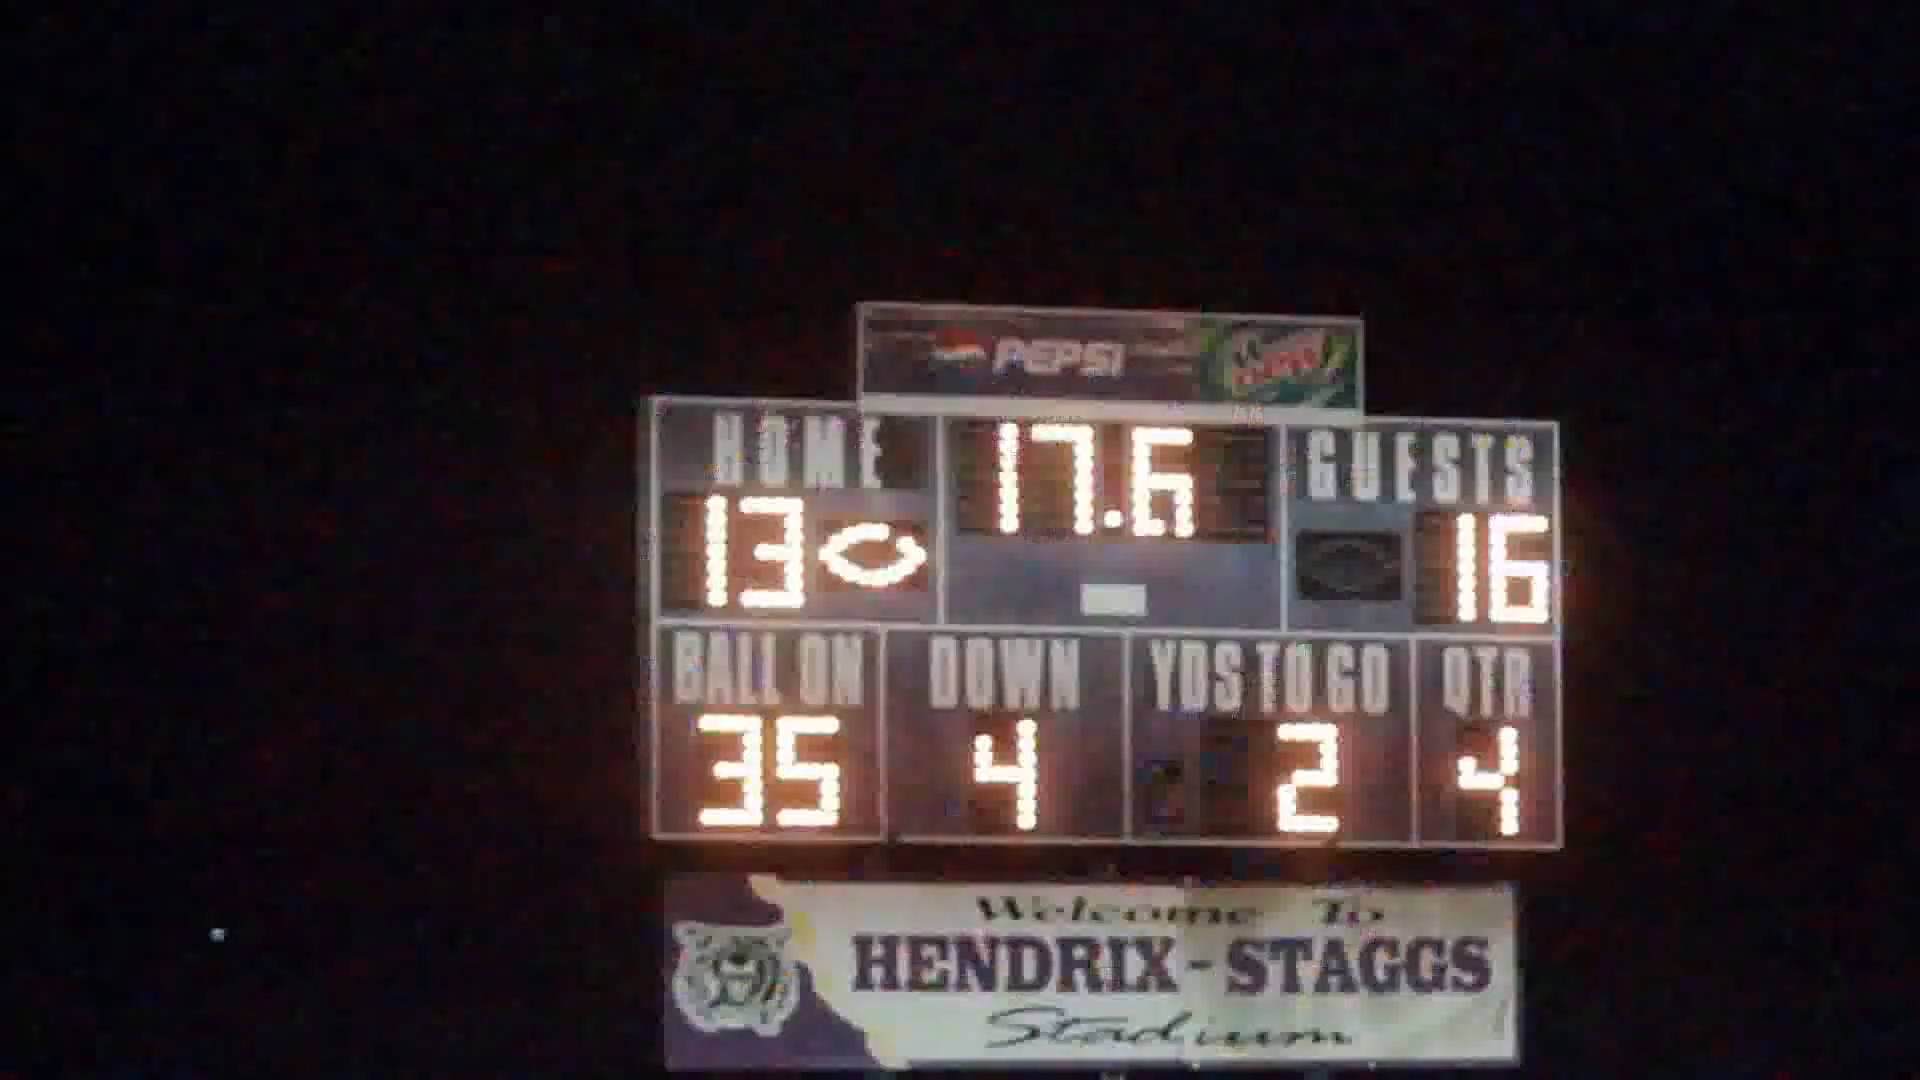 PEPSI
HOME 17.6 GUESTS
13 16
BALL ON DOWN YDS TO GO QTR
35 4 2 4
Welcome To
HENDRIX-STAGGS
Stadium